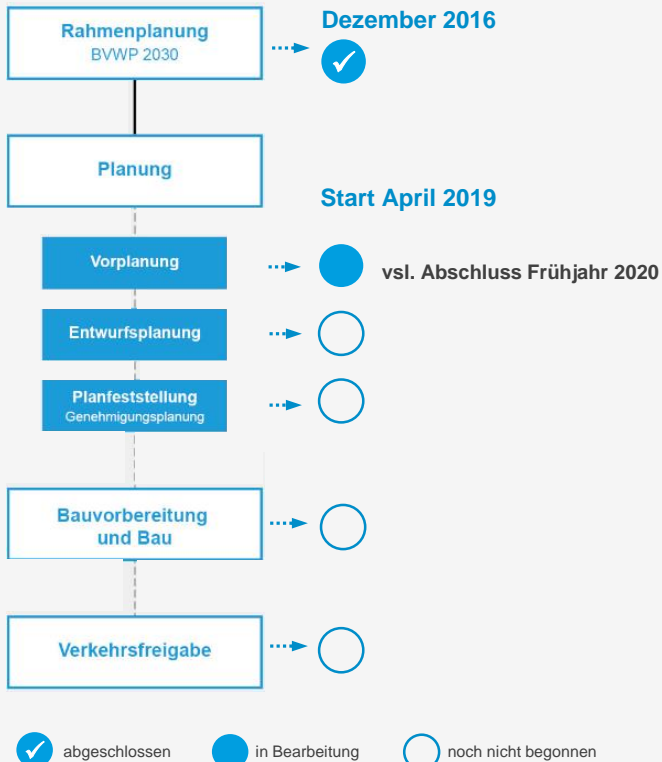 Rahmenplanung
BVWP 2030
Dezember 2016
Planung
Start April 2019
Vorplanung
vsl. Abschluss Frühjahr 2020
Entwurfsplanung
Planfeststellung
Genehmigungsplanung
Bauvorbereitung
und Bau
Verkehrsfreigabe
abgeschlossen
in Bearbeitung
noch nicht begonnen